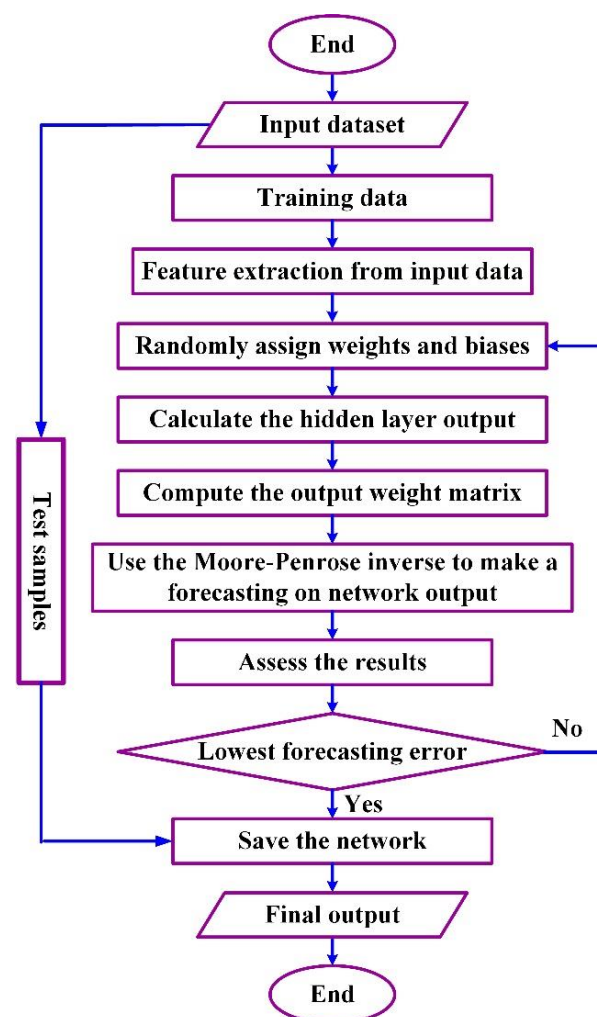 End
Input dataset
Training data
Feature extraction from input data
Randomly assign weights and biases
Calculate the hidden layer output
Compute the output weight matrix
Test samples
Use the Moore-Penrose inverse to make a
forecasting on network output
Assess the results
Lowest forecasting error
No
Yes
Save the network
Final output
End